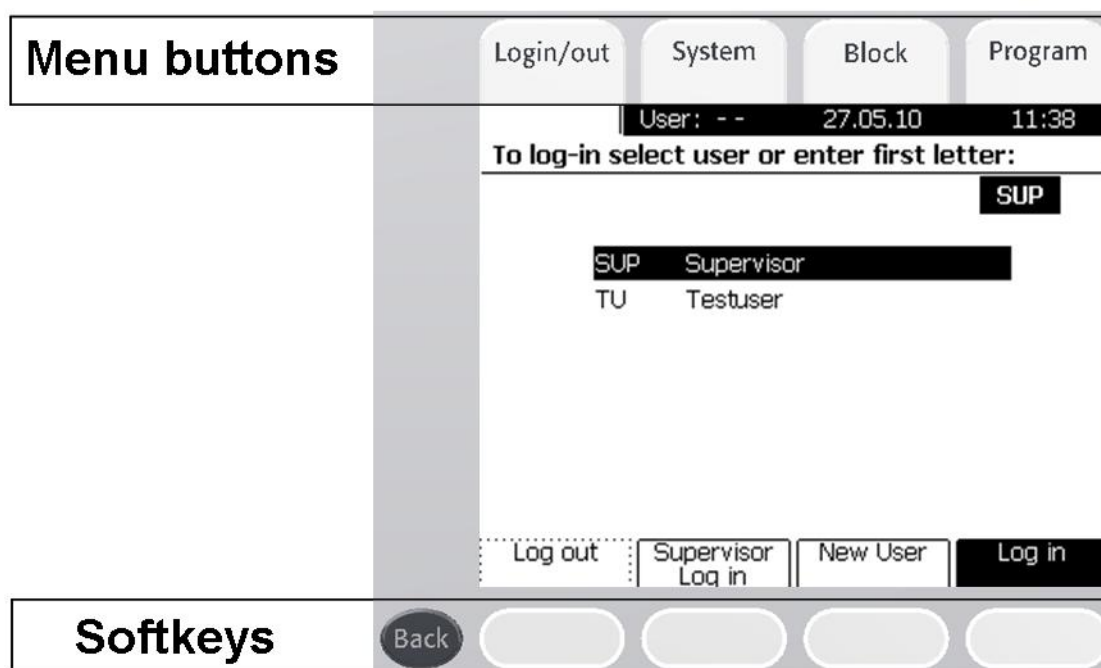 Menu buttons
Login/out System Block Program
User: - - 27.05.10 11:38
To log-in select user or enter first letter:
SUP
SUP Supervisor
TU Testuser
Log out Supervisor New User Log in
Log in
Softkeys Back